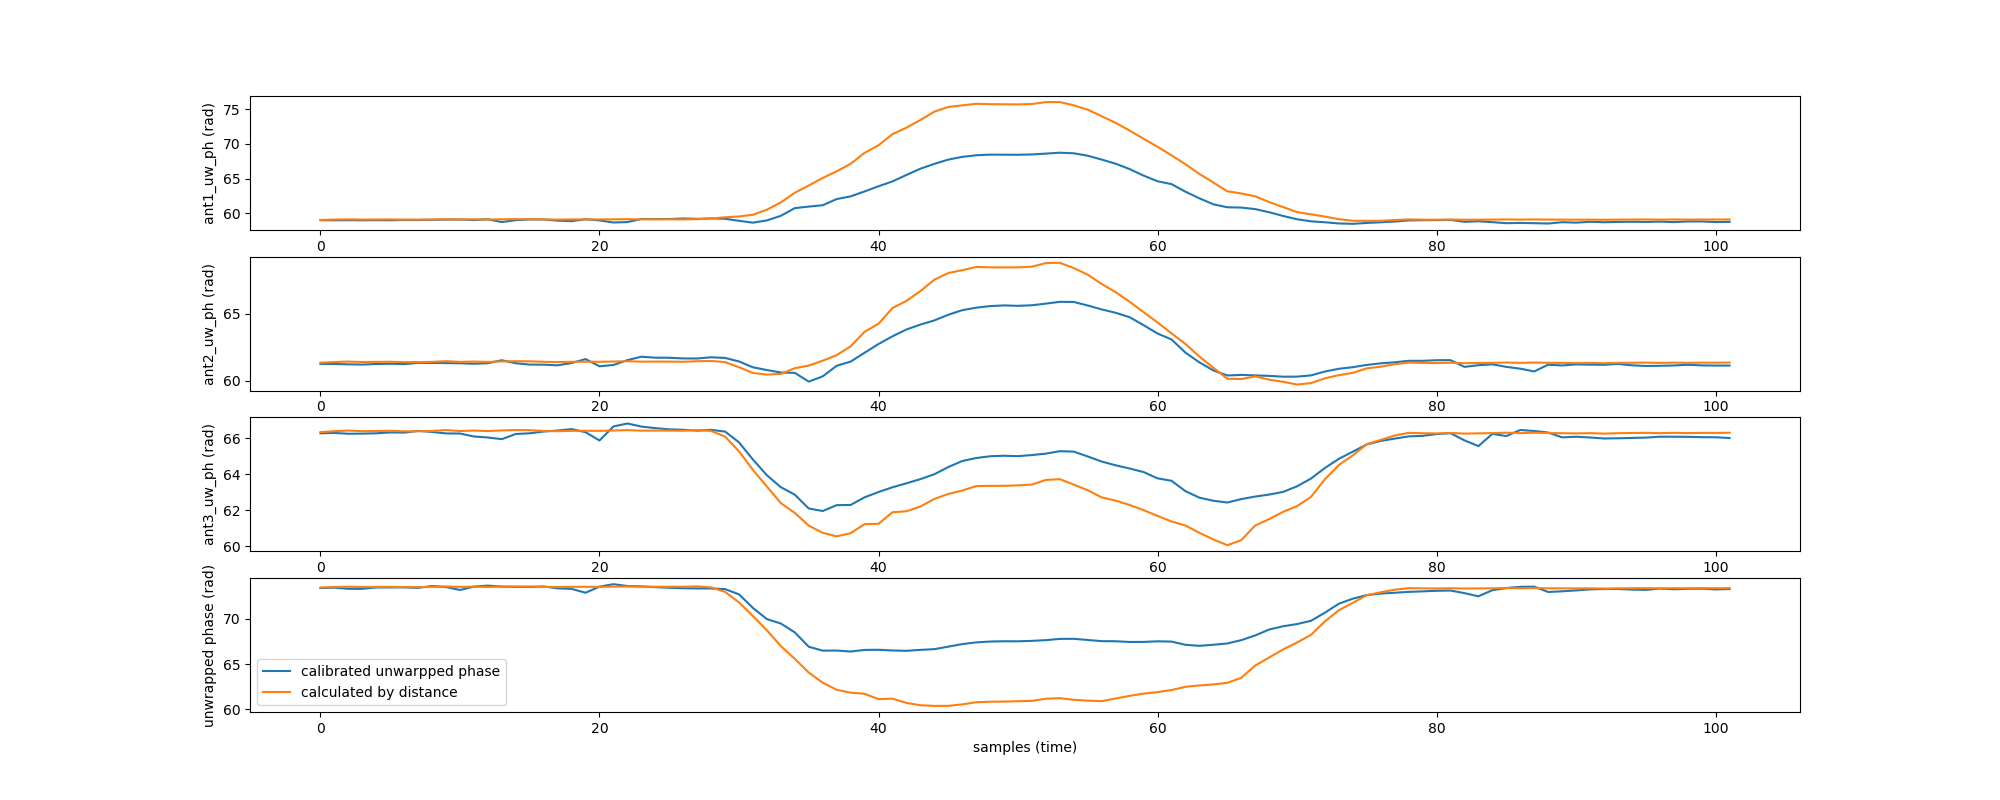 ant1_uw_ph (rad)
75
70
65
60
0 20 40 60 80 100
ant2_uw_ph (rad)
65
60
0 20 40 60 80 100
ant3_uw_ph (rad)
66
64
62
60
0 20 40 60 80 100
unwrapped phase (rad)
70
65
60
calibrated unwarpped phase
calculated by distance
0 20 40 60 80 100
samples (time)